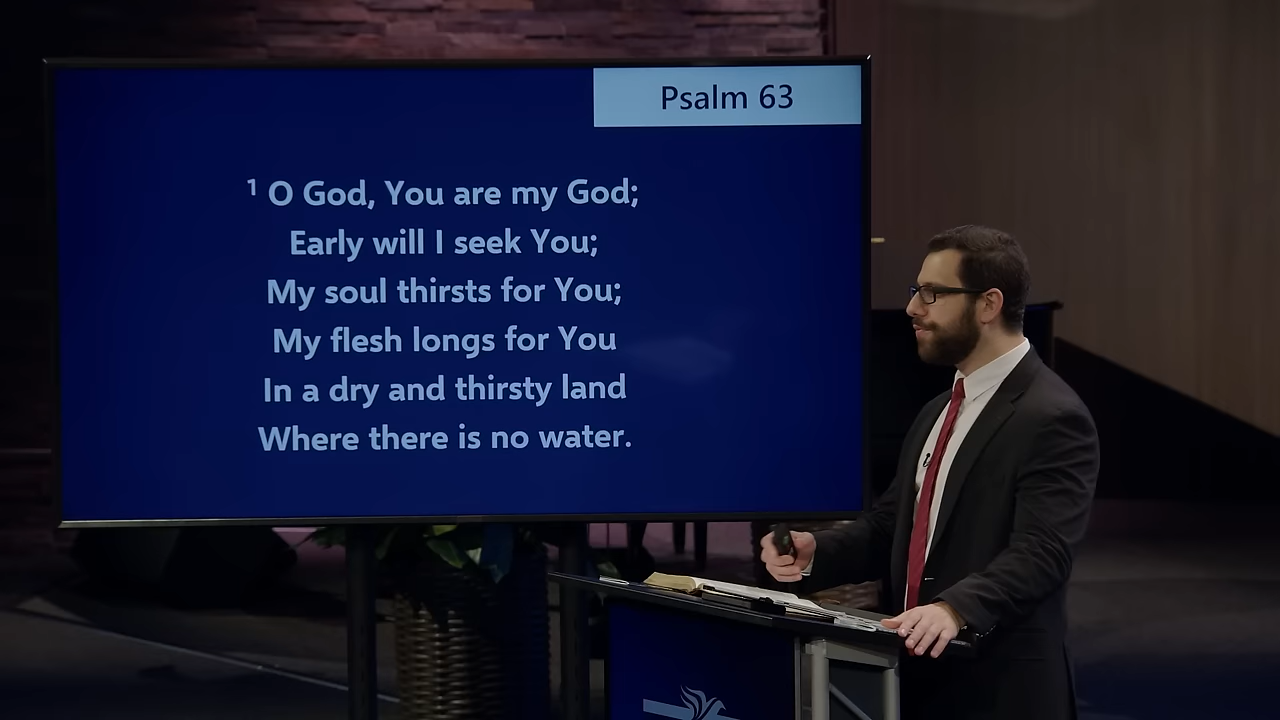 Psalm 63
¹ O God, You are my God;
Early will I seek You;
My soul thirsts for You;
My flesh longs for You
In a dry and thirsty land
Where there is no water.